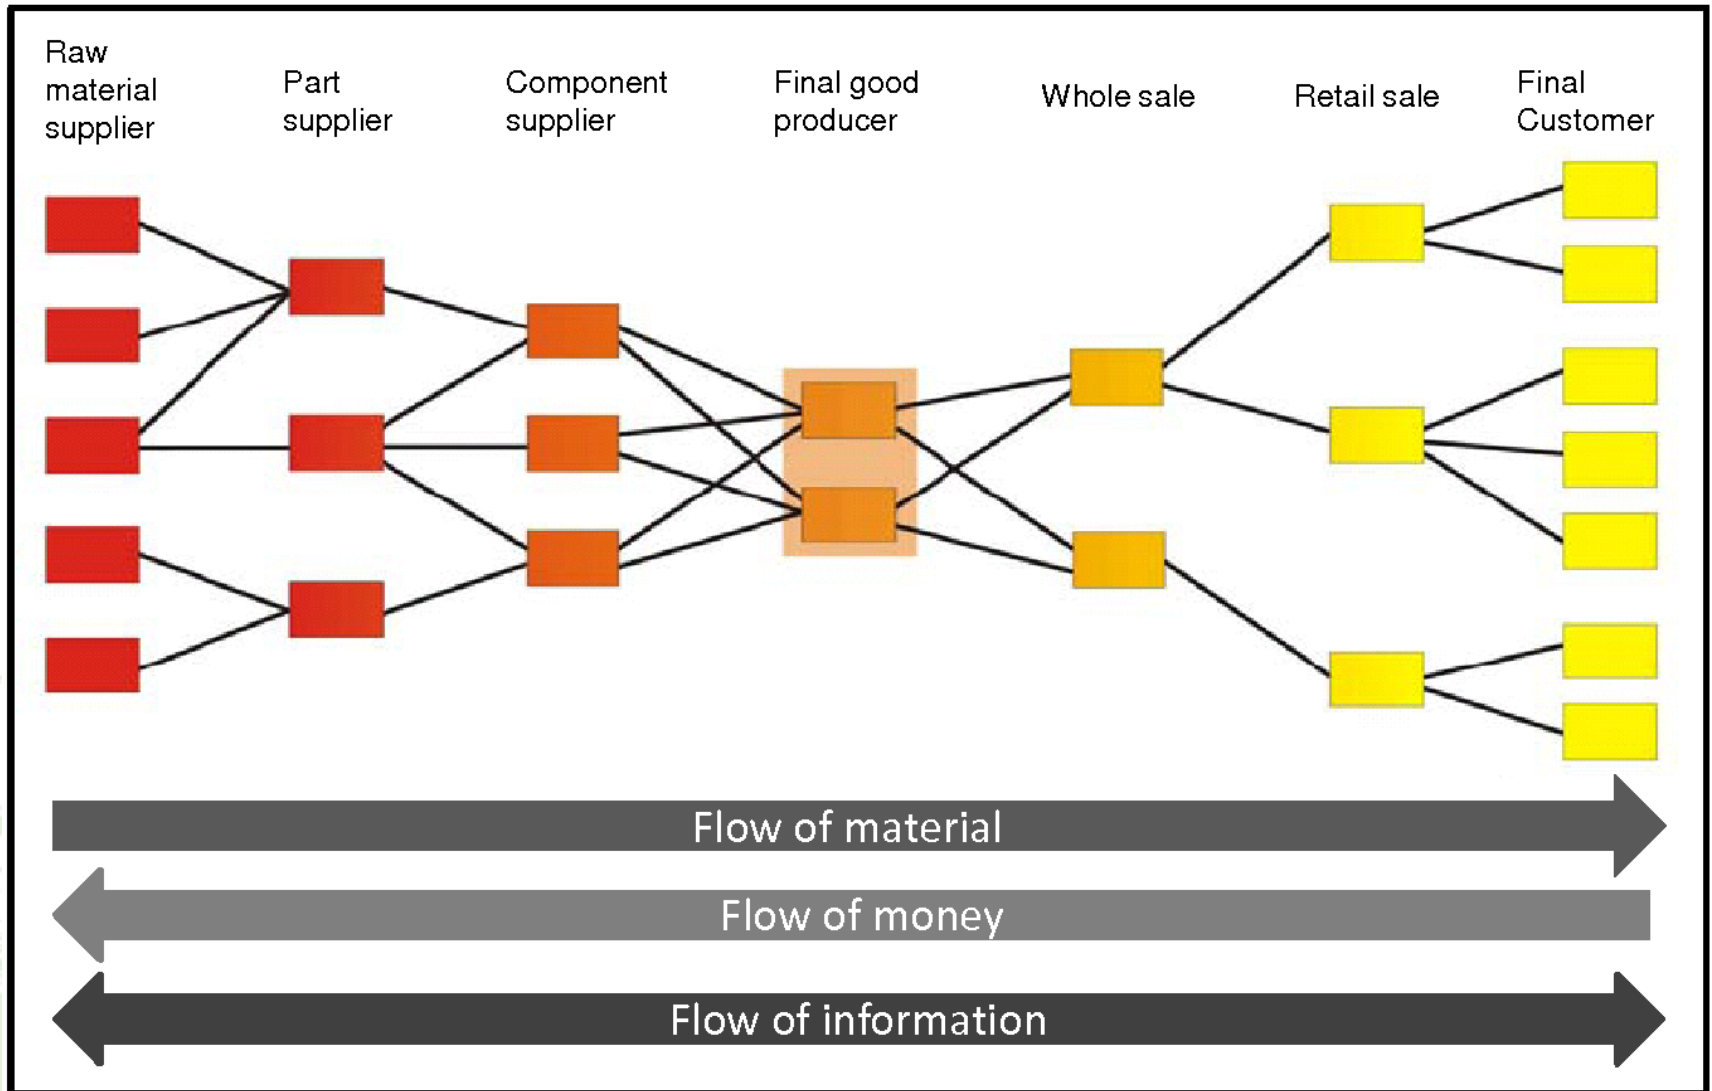 Raw
material
supplier
Part
supplier
Component
supplier
Final good
producer
Whole sale
Retail sale
Final
Customer
Flow of material
Flow of money
Flow of information